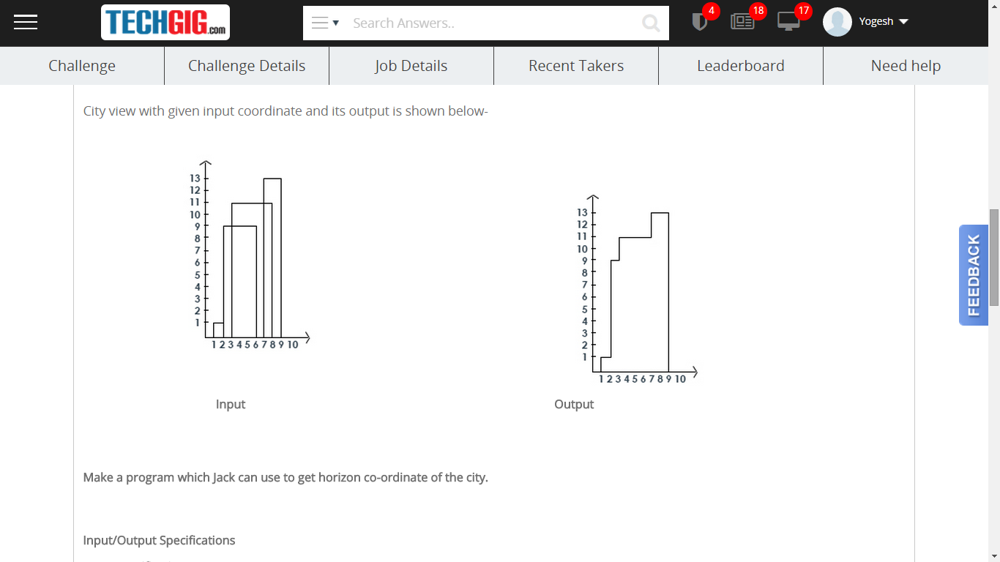 TECHGIG.com
Search Answers..
4
18
17
Yogesh
Challenge
Challenge Details
Job Details
Recent Takers
Leaderboard
Need help
City view with given input coordinate and its output is shown below-
13
12
11
10
9
8
7
6
5
4
3
2
1
1 2 3 4 5 6 7 8 9 10
Input
13
12
11
10
9
8
7
6
5
4
3
2
1
1 2 3 4 5 6 7 8 9 10
Output
FEEDBACK
Make a program which Jack can use to get horizon co-ordinate of the city.
Input/Output Specifications